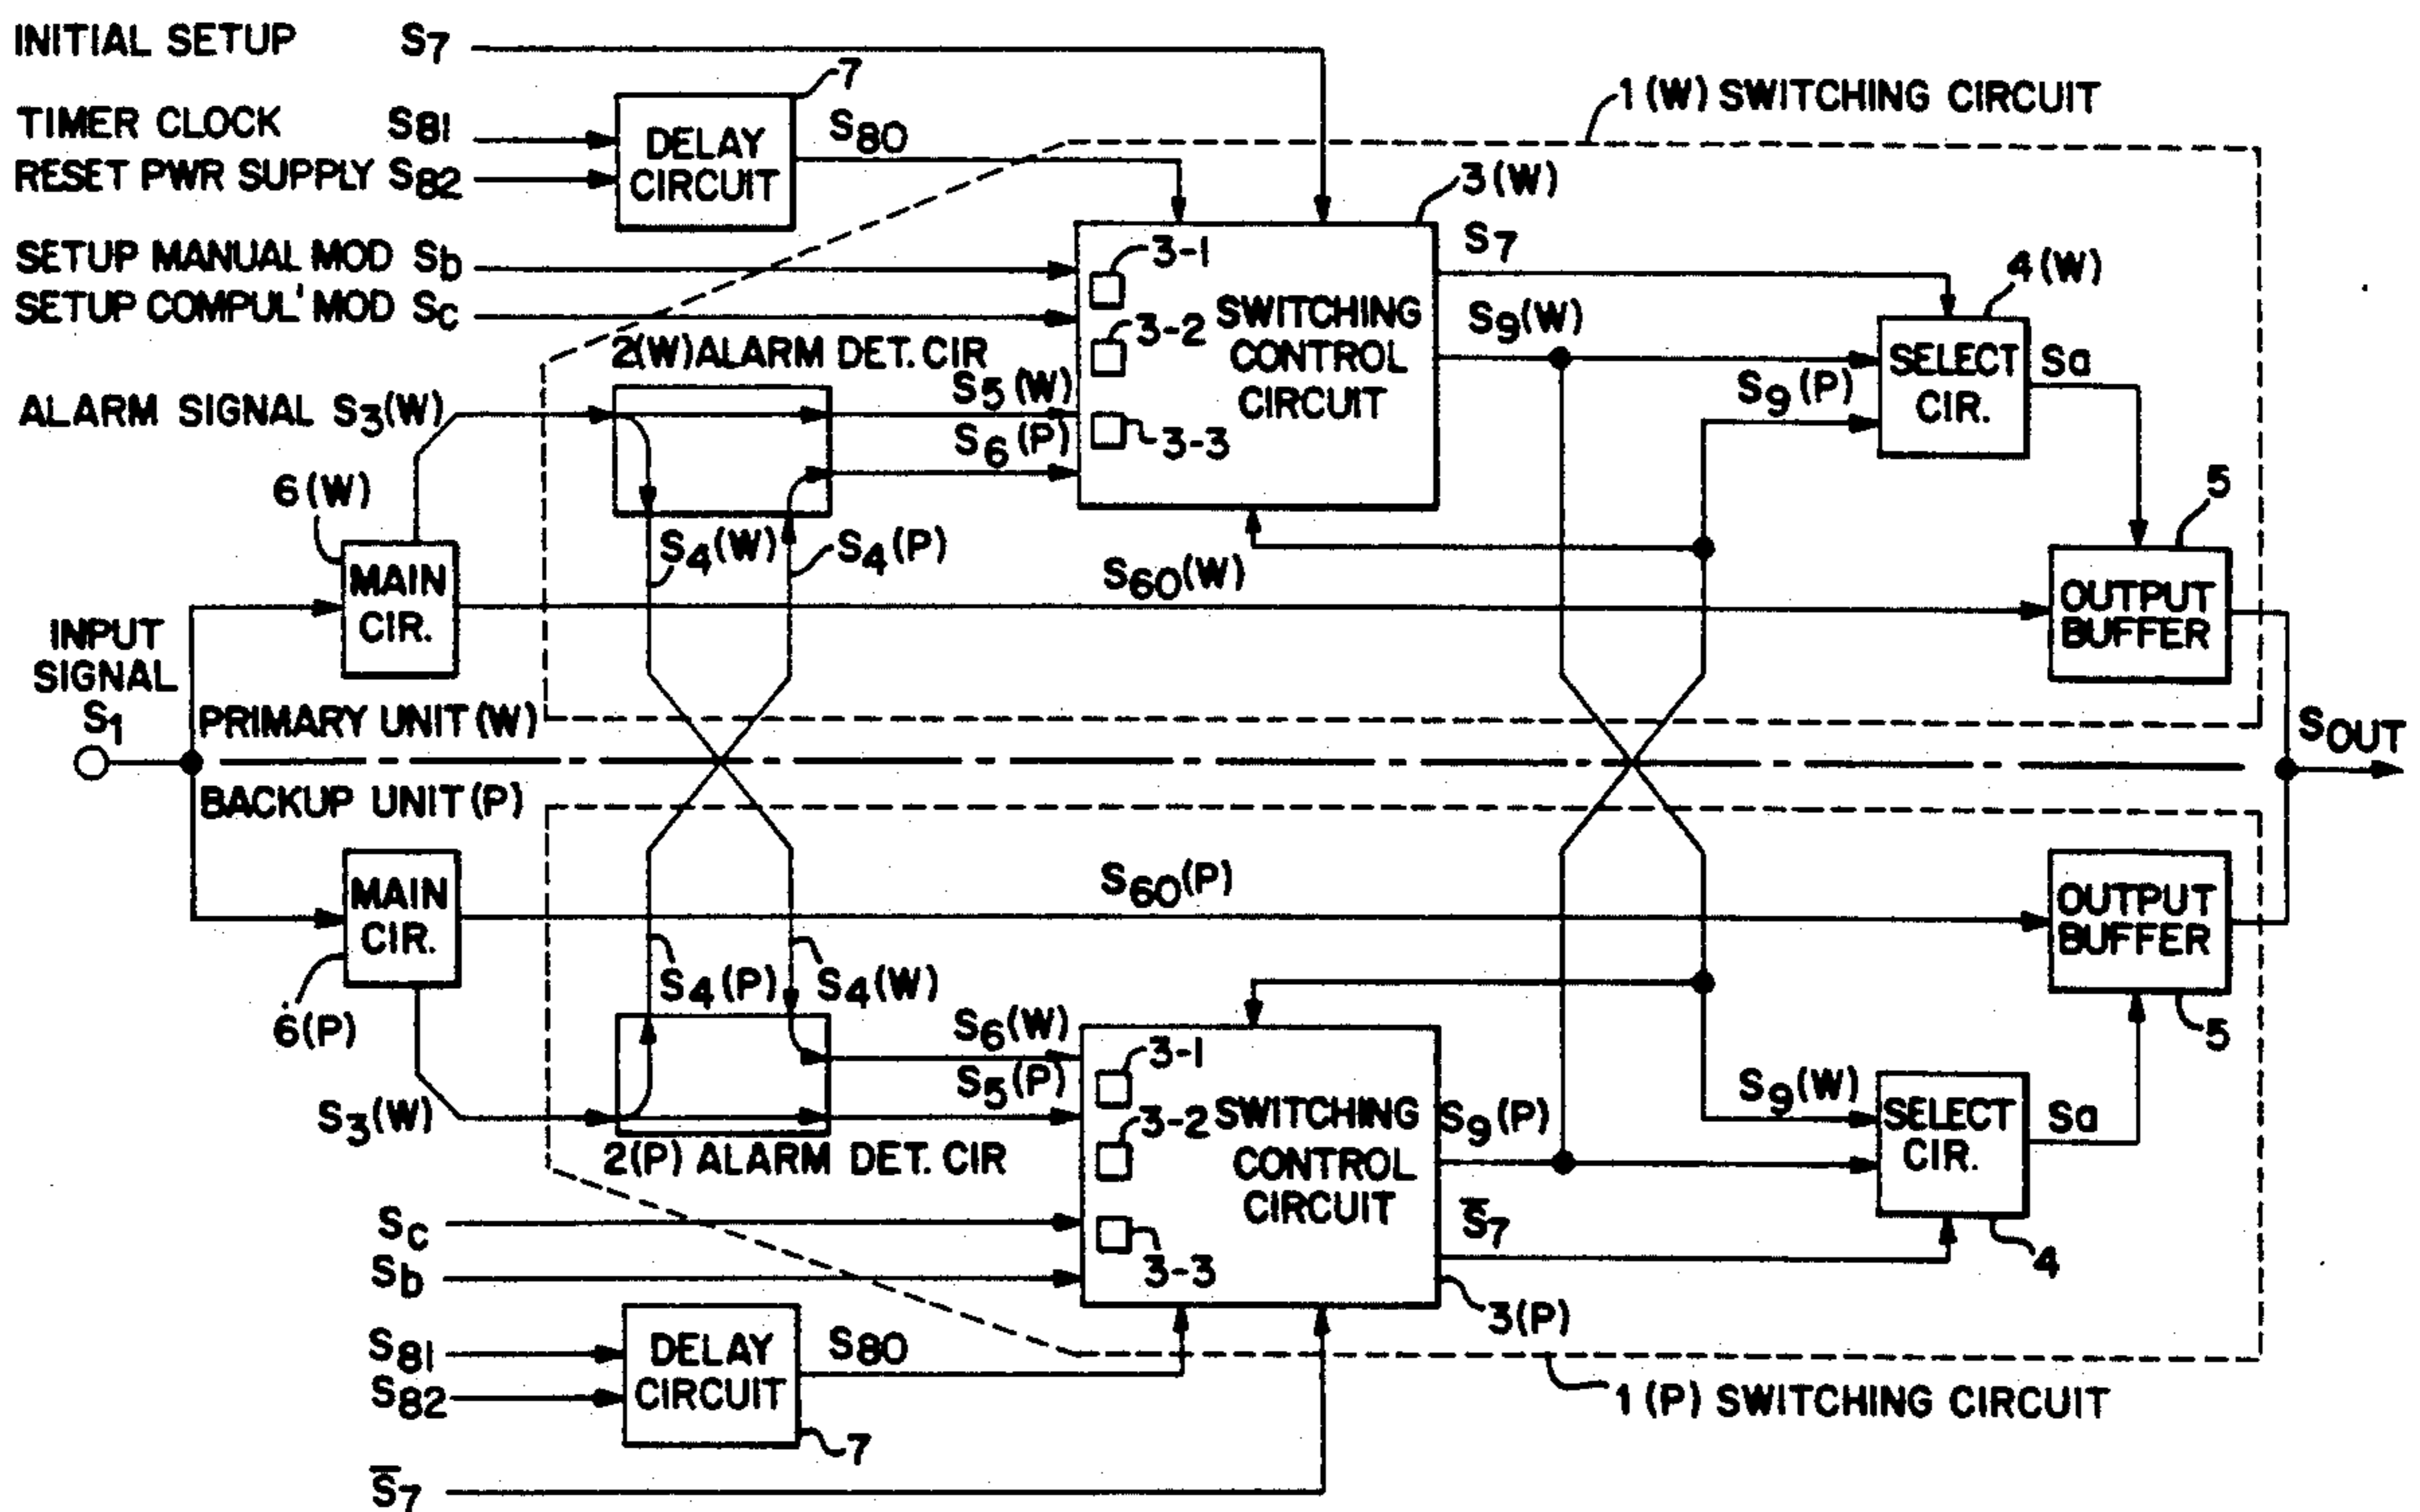 INITIAL SETUP S7
7
TIMER CLOCK S81
DELAY CIRCUIT
S80
1(W) SWITCHING CIRCUIT
RESET PWR SUPPLY S82
3(W)
SETUP MANUAL MOD Sb
3-1
S7
4(W)
SETUP COMPUL' MOD Sc
3-2
SWITCHING CONTROL CIRCUIT
S9(W)
2(W) ALARM DET. CIR
SELECT CIR.
Sa
S5(W)
S9(P)
ALARM SIGNAL S3(W)
S6(P)
3-3
6(W)
5
S4(W)
S4(P)
MAIN CIR.
S60(W)
OUTPUT BUFFER
INPUT SIGNAL S1
PRIMARY UNIT (W)
SOUT
BACKUP UNIT (P)
MAIN CIR.
S60(P)
OUTPUT BUFFER
S4(P)
S4(W)
6(P)
S6(W)
3-1
5
S5(P)
S9(W)
S3(W)
3-2
SWITCHING CONTROL CIRCUIT
S9(P)
SELECT CIR.
Sa
2(P) ALARM DET. CIR
Sc
S̅7
Sb
3-3
4
3(P)
S81
DELAY CIRCUIT
S80
S82
1(P) SWITCHING CIRCUIT
7
S̅7